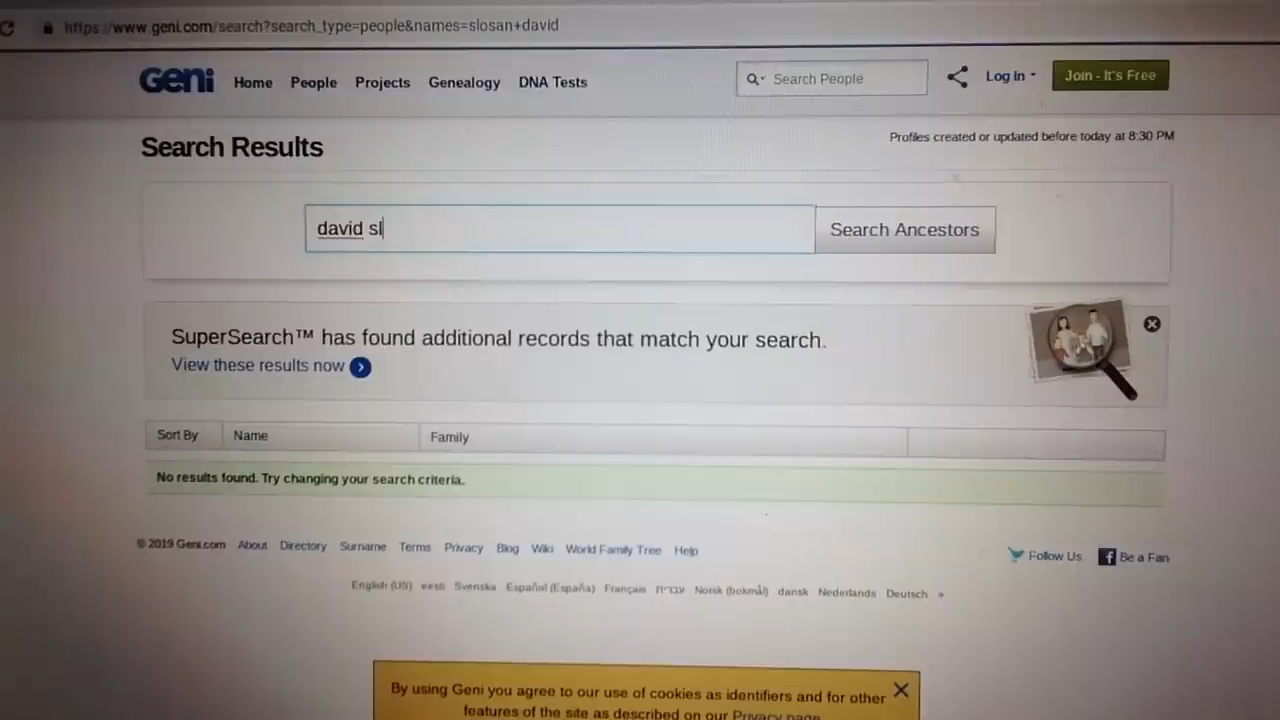 https://www.geni.com/search?search_type=people&names=slosan+david
Geni Home People Projects Genealogy DNA Tests Search People Log In Join - It's Free
Search Results
Profiles created or updated before today at 8:30 PM
david sl
Search Ancestors
SuperSearch™ has found additional records that match your search.
View these results now
Sort By Name Family
No results found. Try changing your search criteria.
© 2019 Geni.com About Directory Surname Terms Privacy Blog Wiki World Family Tree Help
Follow Us Be a Fan
English (US) eesti Svenska Español (España) Français עברית Norsk (bokmål) dansk Nederlands Deutsch »
By using Geni you agree to our use of cookies as identifiers and for other
features of the site as described on our Privacy page